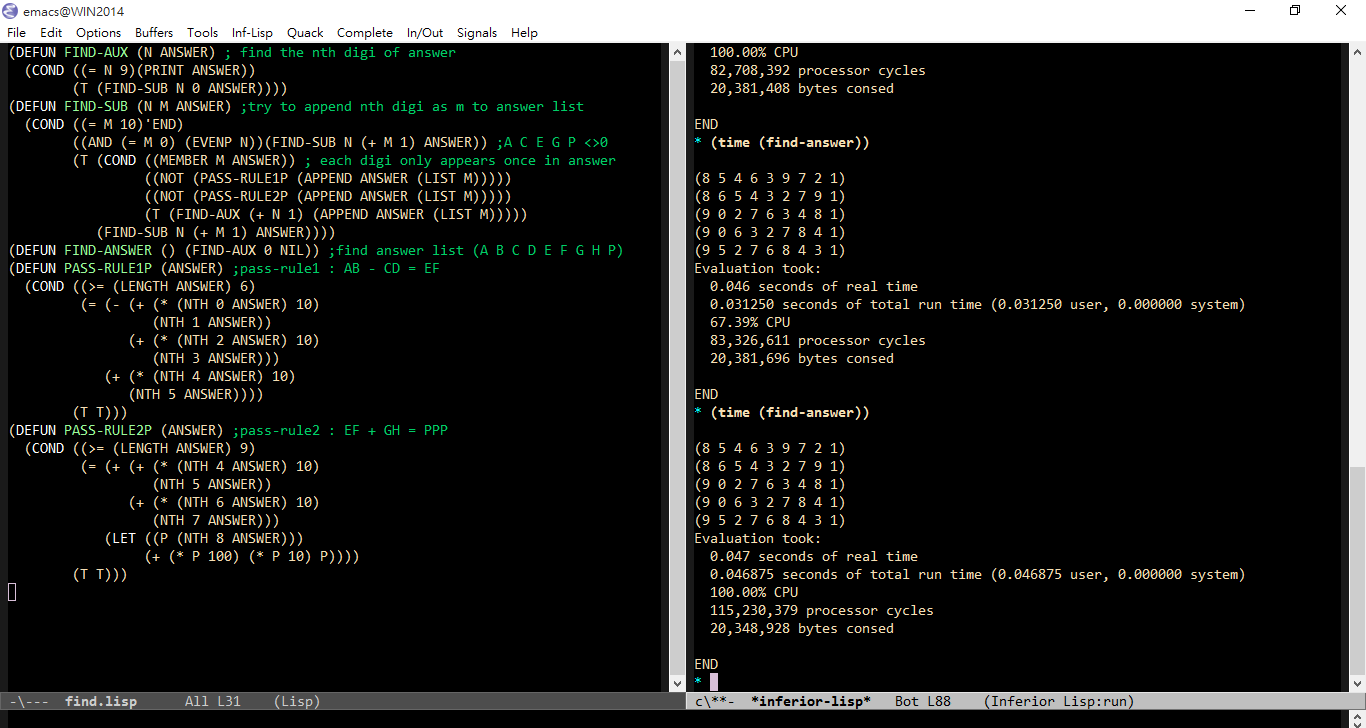 emacs@WIN2014
File Edit Options Buffers Tools Inf-Lisp Quack Complete In/Out Signals Help
(DEFUN FIND-AUX (N ANSWER) ; find the nth digi of answer
  (COND ((= N 9)(PRINT ANSWER))
        (T (FIND-SUB N 0 ANSWER))))
(DEFUN FIND-SUB (N M ANSWER) ;try to append nth digi as m to answer list
  (COND ((= M 10)'END)
        ((AND (= M 0) (EVENP N))(FIND-SUB N (+ M 1) ANSWER)) ;A C E G P <>0
        (T (COND ((MEMBER M ANSWER)) ; each digi only appears once in answer
                 ((NOT (PASS-RULE1P (APPEND ANSWER (LIST M)))))
                 ((NOT (PASS-RULE2P (APPEND ANSWER (LIST M)))))
                 (T (FIND-AUX (+ N 1) (APPEND ANSWER (LIST M)))))
           (FIND-SUB N (+ M 1) ANSWER))))
(DEFUN FIND-ANSWER () (FIND-AUX 0 NIL)) ;find answer list (A B C D E F G H P)
(DEFUN PASS-RULE1P (ANSWER) ;pass-rule1 : AB - CD = EF
  (COND ((>= (LENGTH ANSWER) 6)
         (= (- (+ (* (NTH 0 ANSWER) 10)
                  (NTH 1 ANSWER))
               (+ (* (NTH 2 ANSWER) 10)
                  (NTH 3 ANSWER)))
            (+ (* (NTH 4 ANSWER) 10)
               (NTH 5 ANSWER))))
        (T T)))
(DEFUN PASS-RULE2P (ANSWER) ;pass-rule2 : EF + GH = PPP
  (COND ((>= (LENGTH ANSWER) 9)
         (= (+ (+ (* (NTH 4 ANSWER) 10)
                  (NTH 5 ANSWER))
               (+ (* (NTH 6 ANSWER) 10)
                  (NTH 7 ANSWER)))
            (LET ((P (NTH 8 ANSWER)))
                 (+ (* P 100) (* P 10) P))))
        (T T)))
-\--- find.lisp All L31 (Lisp)
  100.00% CPU
  82,708,392 processor cycles
  20,381,408 bytes consed
END
* (time (find-answer))
(8 5 4 6 3 9 7 2 1)
(8 6 5 4 3 2 7 9 1)
(9 0 2 7 6 3 4 8 1)
(9 0 6 3 2 7 8 4 1)
(9 5 2 7 6 8 4 3 1)
Evaluation took:
  0.046 seconds of real time
  0.031250 seconds of total run time (0.031250 user, 0.000000 system)
  67.39% CPU
  83,326,611 processor cycles
  20,381,696 bytes consed
END
* (time (find-answer))
(8 5 4 6 3 9 7 2 1)
(8 6 5 4 3 2 7 9 1)
(9 0 2 7 6 3 4 8 1)
(9 0 6 3 2 7 8 4 1)
(9 5 2 7 6 8 4 3 1)
Evaluation took:
  0.047 seconds of real time
  0.046875 seconds of total run time (0.046875 user, 0.000000 system)
  100.00% CPU
  115,230,379 processor cycles
  20,348,928 bytes consed
END
*
c\**- *inferior-lisp* Bot L88 (Inferior Lisp:run)